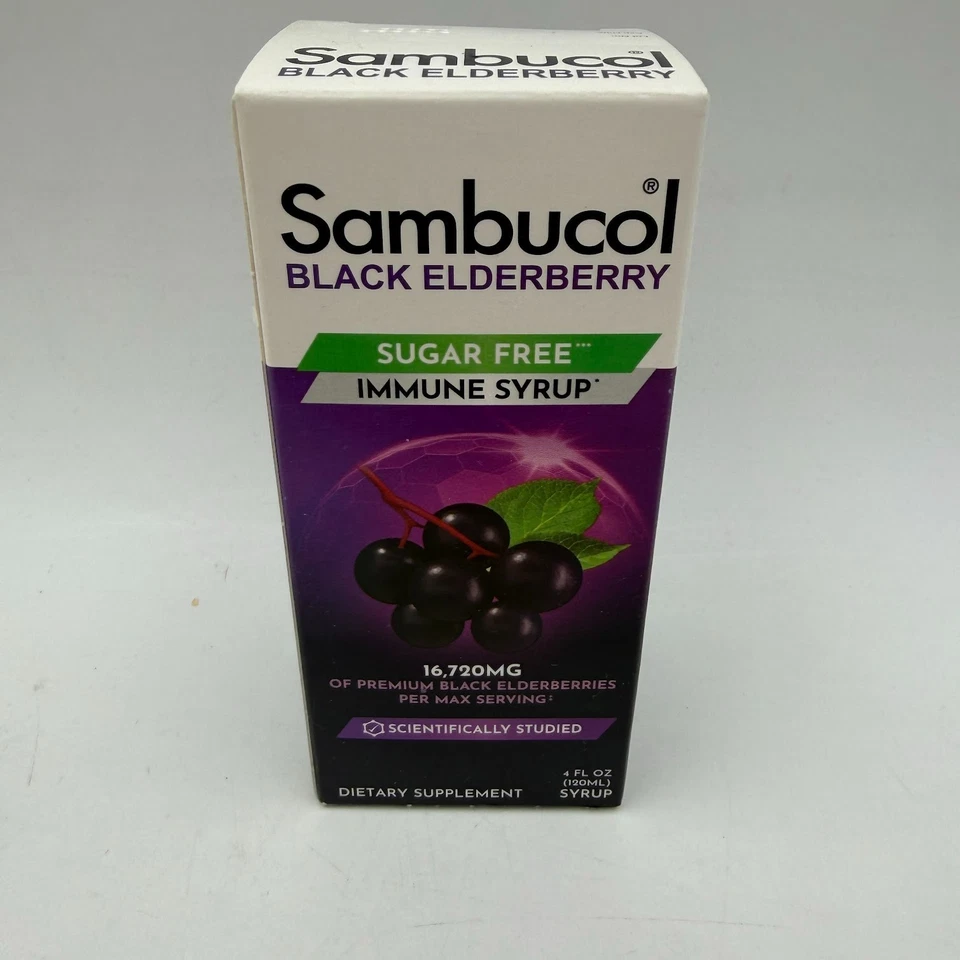 Sambucol®
BLACK ELDERBERRY
Sambucol®
BLACK ELDERBERRY
SUGAR FREE***
IMMUNE SYRUP*
16,720MG
OF PREMIUM BLACK ELDERBERRIES
PER MAX SERVING‡
SCIENTIFICALLY STUDIED
4 FL OZ
(120ML)
DIETARY SUPPLEMENT SYRUP